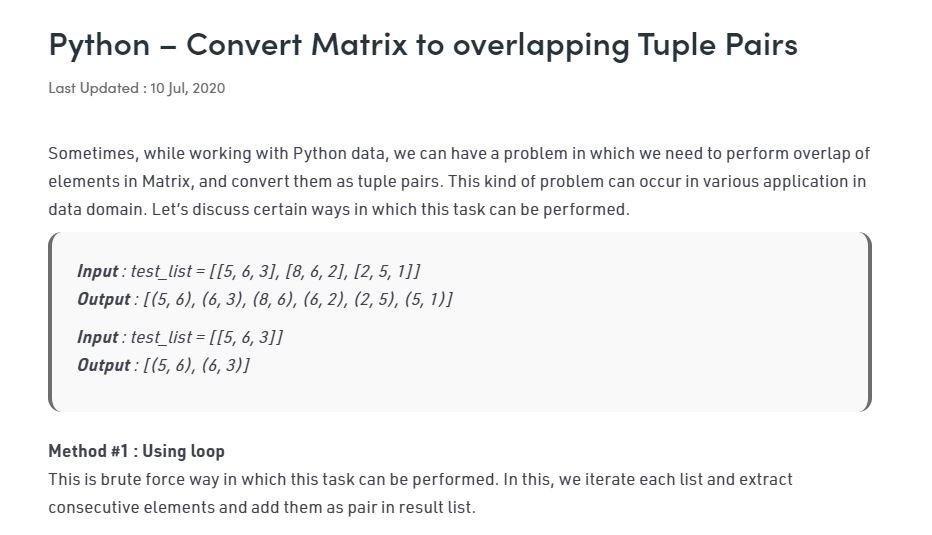 Python – Convert Matrix to overlapping Tuple Pairs
Last Updated : 10 Jul, 2020
Sometimes, while working with Python data, we can have a problem in which we need to perform overlap of
elements in Matrix, and convert them as tuple pairs. This kind of problem can occur in various application in
data domain. Let’s discuss certain ways in which this task can be performed.
Input : test_list = [[5, 6, 3], [8, 6, 2], [2, 5, 1]]
Output : [(5, 6), (6, 3), (8, 6), (6, 2), (2, 5), (5, 1)]
Input : test_list = [[5, 6, 3]]
Output : [(5, 6), (6, 3)]
Method #1 : Using loop
This is brute force way in which this task can be performed. In this, we iterate each list and extract
consecutive elements and add them as pair in result list.